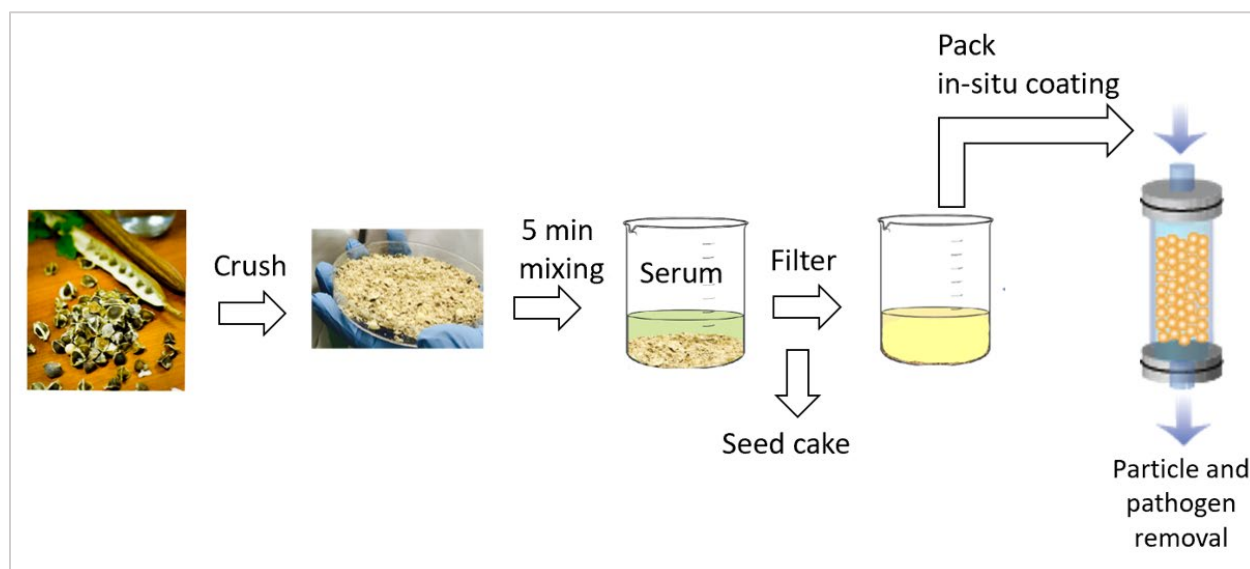 Crush
5 min
mixing
Serum
Filter
Seed cake
Pack
in-situ coating
Particle and
pathogen
removal